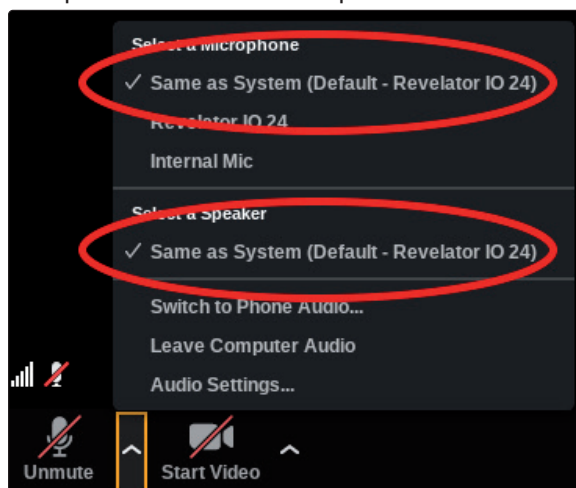 Select a Microphone
✓ Same as System (Default - Revelator IO 24)
Revelator IO 24
Internal Mic
Select a Speaker
✓ Same as System (Default - Revelator IO 24)
Switch to Phone Audio...
Leave Computer Audio
Audio Settings...
Unmute
Start Video